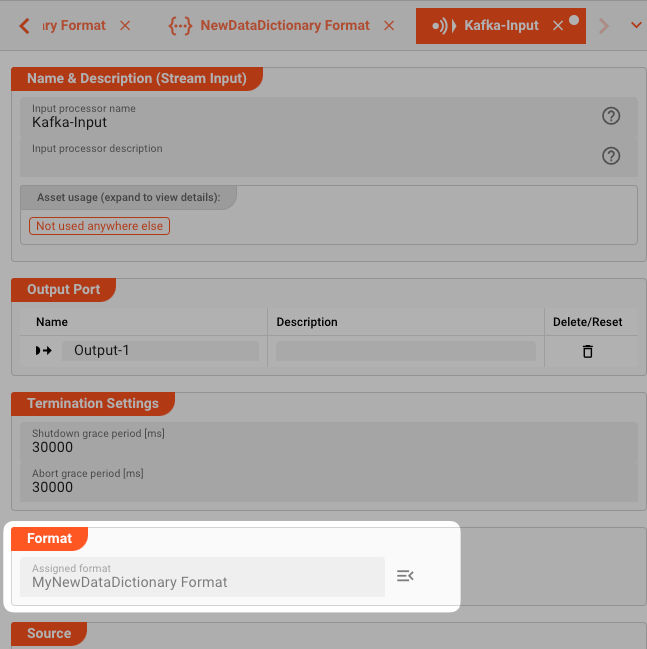 ry Format
NewDataDictionary Format
Kafka-Input
Name & Description (Stream Input)
Input processor name
Kafka-Input
Input processor description
Asset usage (expand to view details):
Not used anywhere else
Output Port
Name Description Delete/Reset
Output-1
Termination Settings
Shutdown grace period [ms]
30000
Abort grace period [ms]
30000
Format
Assigned format
MyNewDataDictionary Format
Source